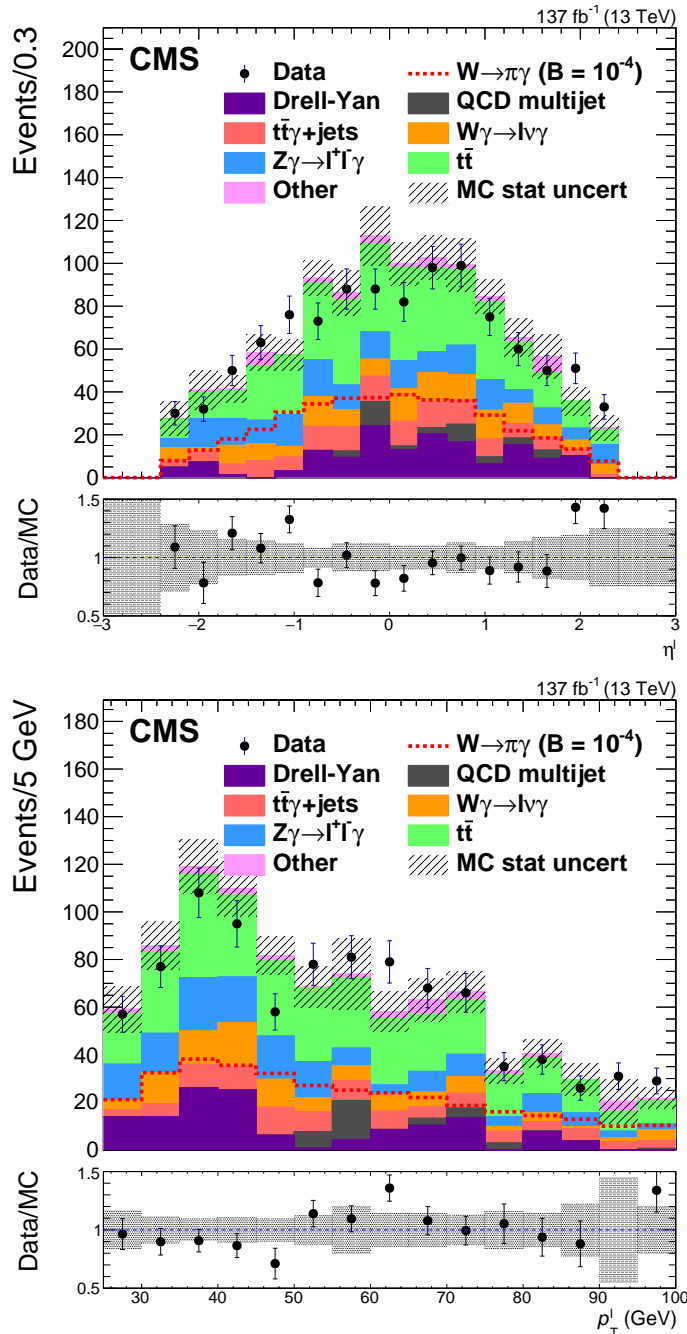 137 fb⁻¹ (13 TeV)
CMS
Data
W→πγ (B = 10⁻⁴)
Drell-Yan
QCD multijet
tt̄γ+jets
Wγ→lνγ
Zγ→l⁺l⁻γ
tt̄
Other
MC stat uncert
Events/0.3
200
180
160
140
120
100
80
60
40
20
0
Data/MC
1.5
1
0.5
−3 −2 −1 0 1 2 3
ηˡ
137 fb⁻¹ (13 TeV)
CMS
Data
W→πγ (B = 10⁻⁴)
Drell-Yan
QCD multijet
tt̄γ+jets
Wγ→lνγ
Zγ→l⁺l⁻γ
tt̄
Other
MC stat uncert
Events/5 GeV
180
160
140
120
100
80
60
40
20
0
Data/MC
1.5
1
0.5
30 40 50 60 70 80 90 100
p_T^l (GeV)